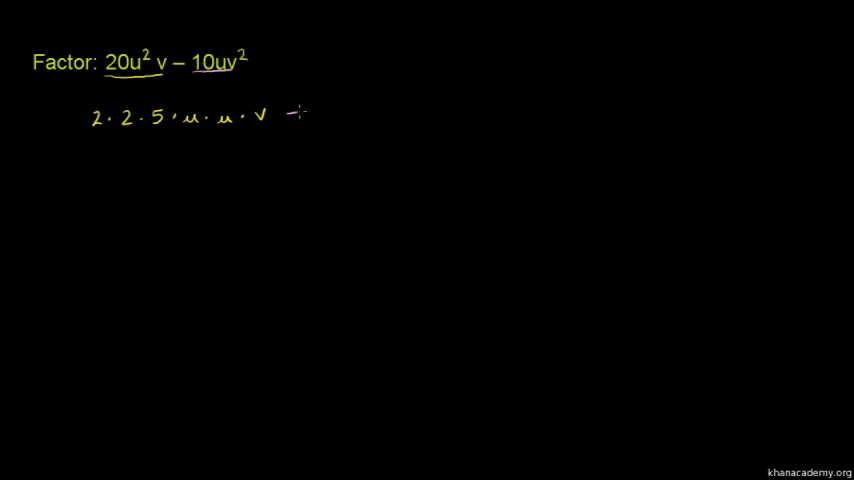 Factor: 20u² v – 10uv²
2 · 2 · 5 · u · u · v –
khanacademy.org